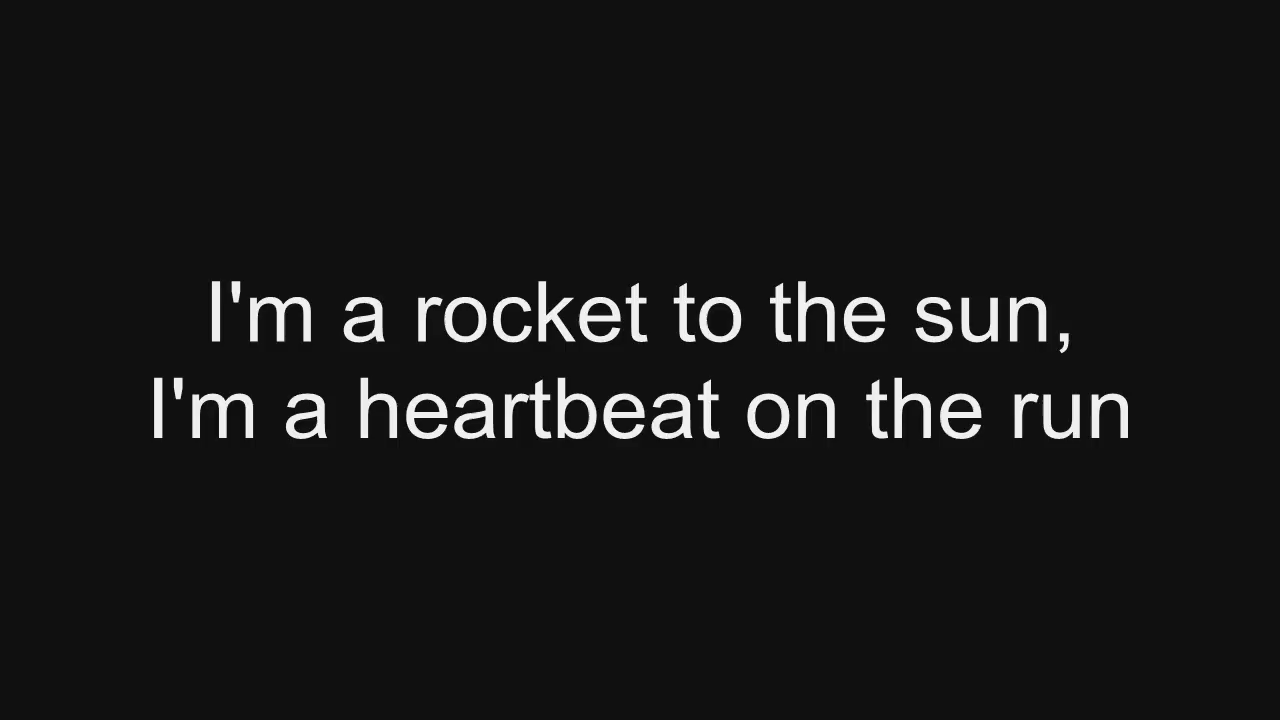 I'm a rocket to the sun,
I'm a heartbeat on the run